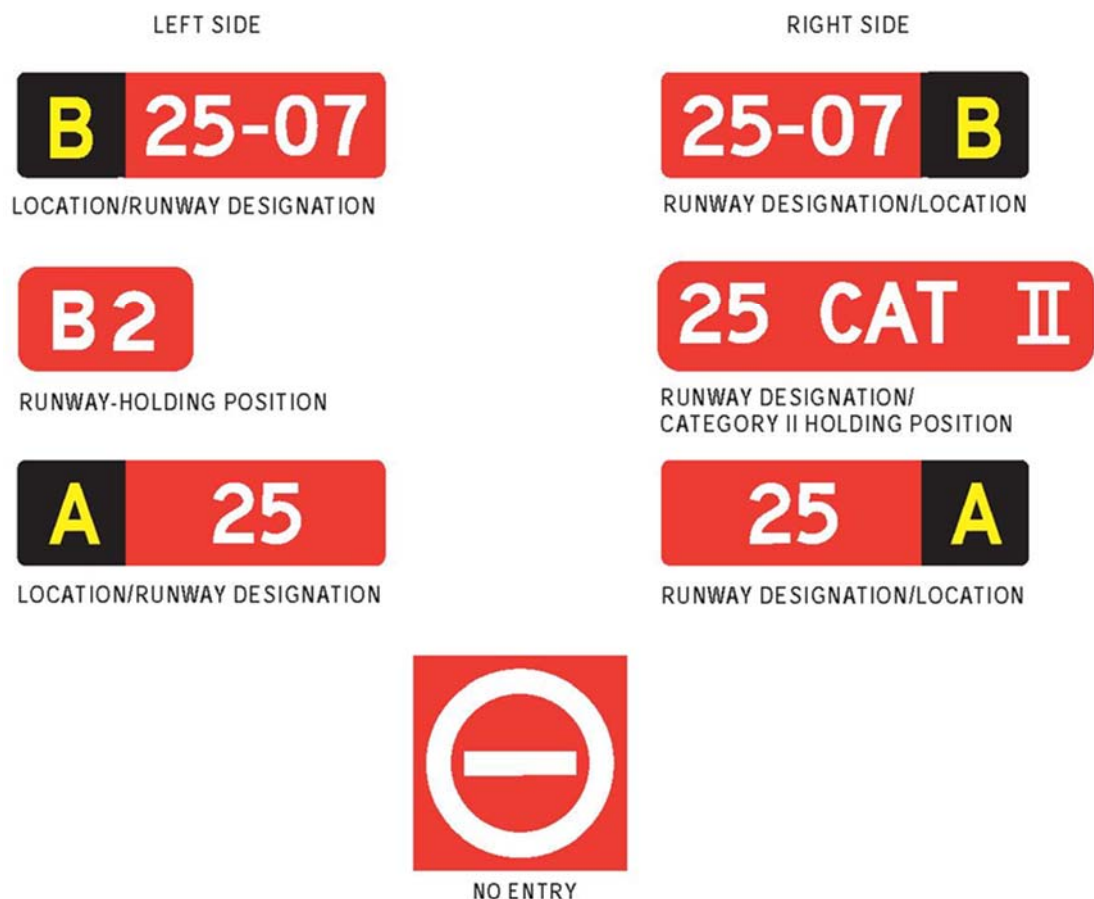 LEFT SIDE
RIGHT SIDE
B 25-07
25-07 B
LOCATION/RUNWAY DESIGNATION
RUNWAY DESIGNATION/LOCATION
B2
25 CAT II
RUNWAY-HOLDING POSITION
RUNWAY DESIGNATION/
CATEGORY II HOLDING POSITION
A 25
25 A
LOCATION/RUNWAY DESIGNATION
RUNWAY DESIGNATION/LOCATION
NO ENTRY